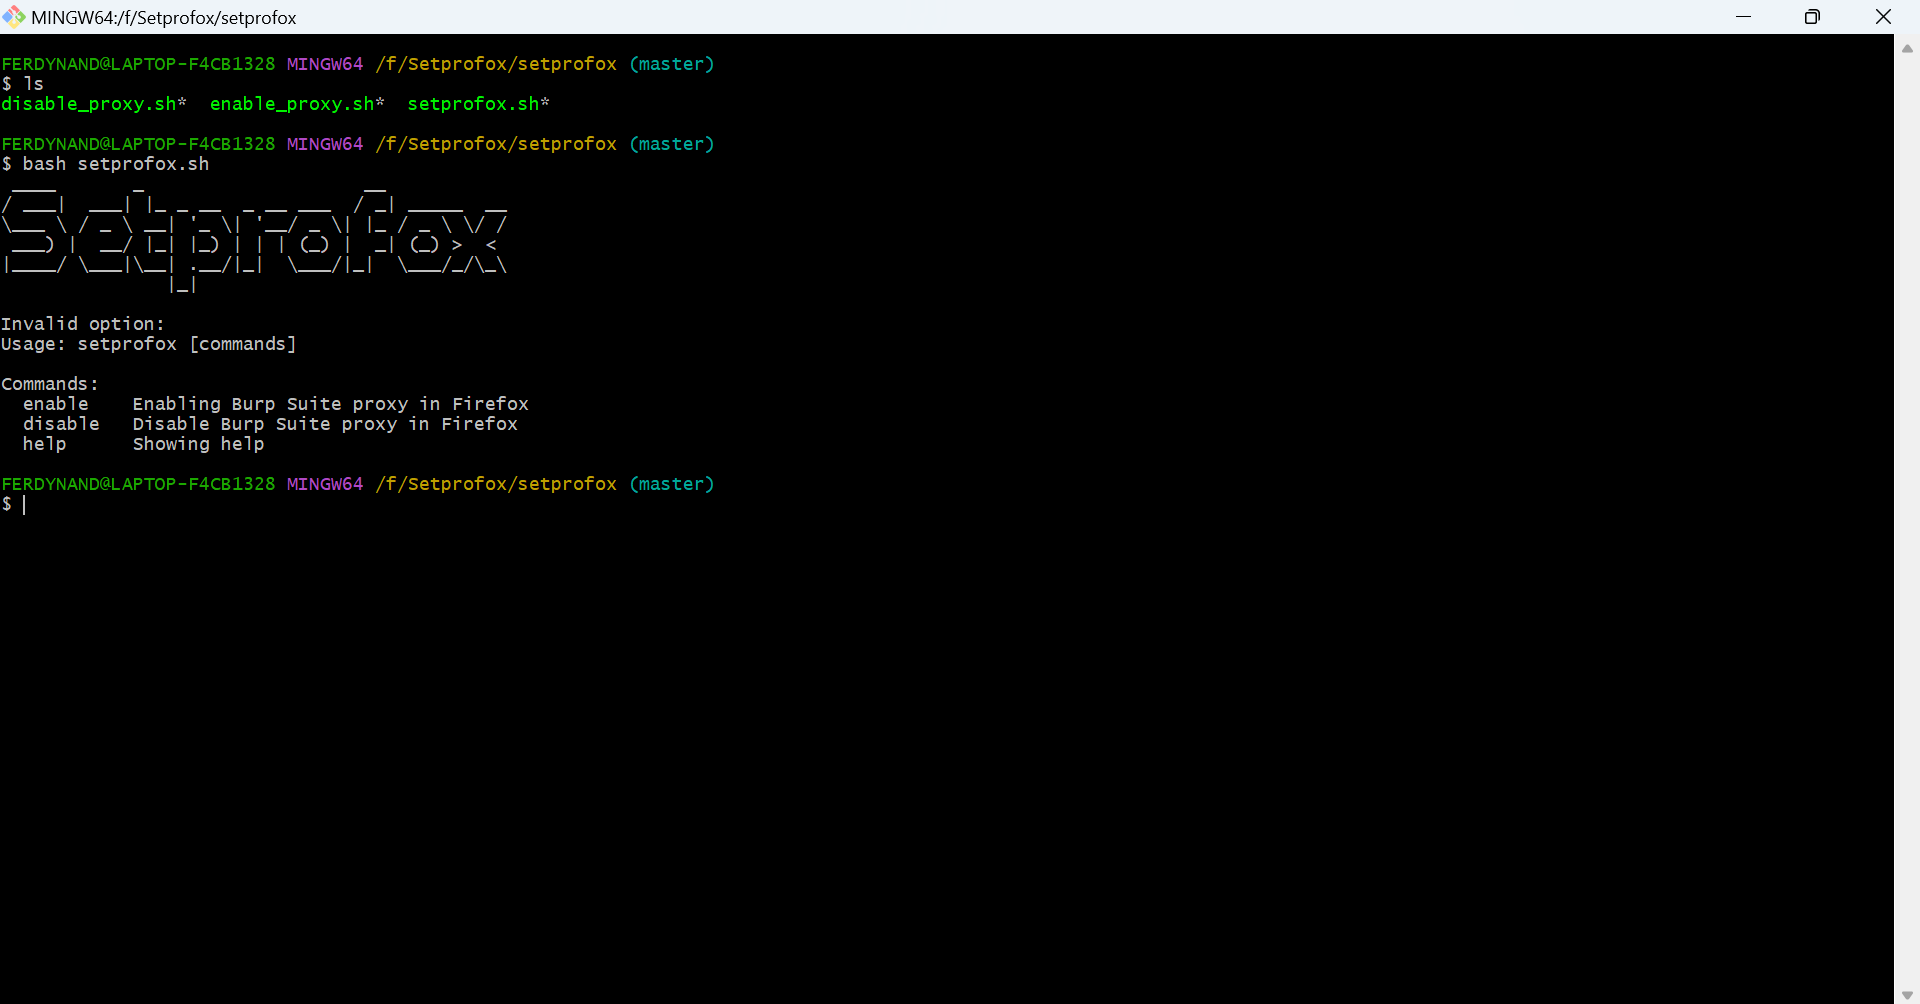 MINGW64:/f/Setprofox/setprofox
FERDYNAND@LAPTOP-F4CB1328 MINGW64 /f/Setprofox/setprofox (master)
$ ls
disable_proxy.sh*  enable_proxy.sh*  setprofox.sh*
FERDYNAND@LAPTOP-F4CB1328 MINGW64 /f/Setprofox/setprofox (master)
$ bash setprofox.sh
Setprofox
Invalid option:
Usage: setprofox [commands]
Commands:
  enable    Enabling Burp Suite proxy in Firefox
  disable   Disable Burp Suite proxy in Firefox
  help      Showing help
FERDYNAND@LAPTOP-F4CB1328 MINGW64 /f/Setprofox/setprofox (master)
$